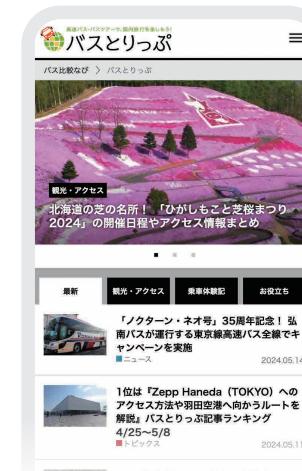 高速バス・バスツアーで、国内旅行を楽しもう!
バスとりっぷ
バス比較なび 〉 バスとりっぷ
観光・アクセス
北海道の芝の名所！「ひがしもこと芝桜まつり
2024」の開催日程やアクセス情報まとめ
最新 観光・アクセス 乗車体験記 お役立ち
「ノクターン・ネオ号」35周年記念！ 弘
南バスが運行する東京線高速バス全線でキ
ャンペーンを実施
ニュース 2024.05.14
1位は『Zepp Haneda（TOKYO）への
アクセス方法や羽田空港へ向かうルートを
解説』バスとりっぷ記事ランキング
4/25～5/8
トピックス 2024.05.11